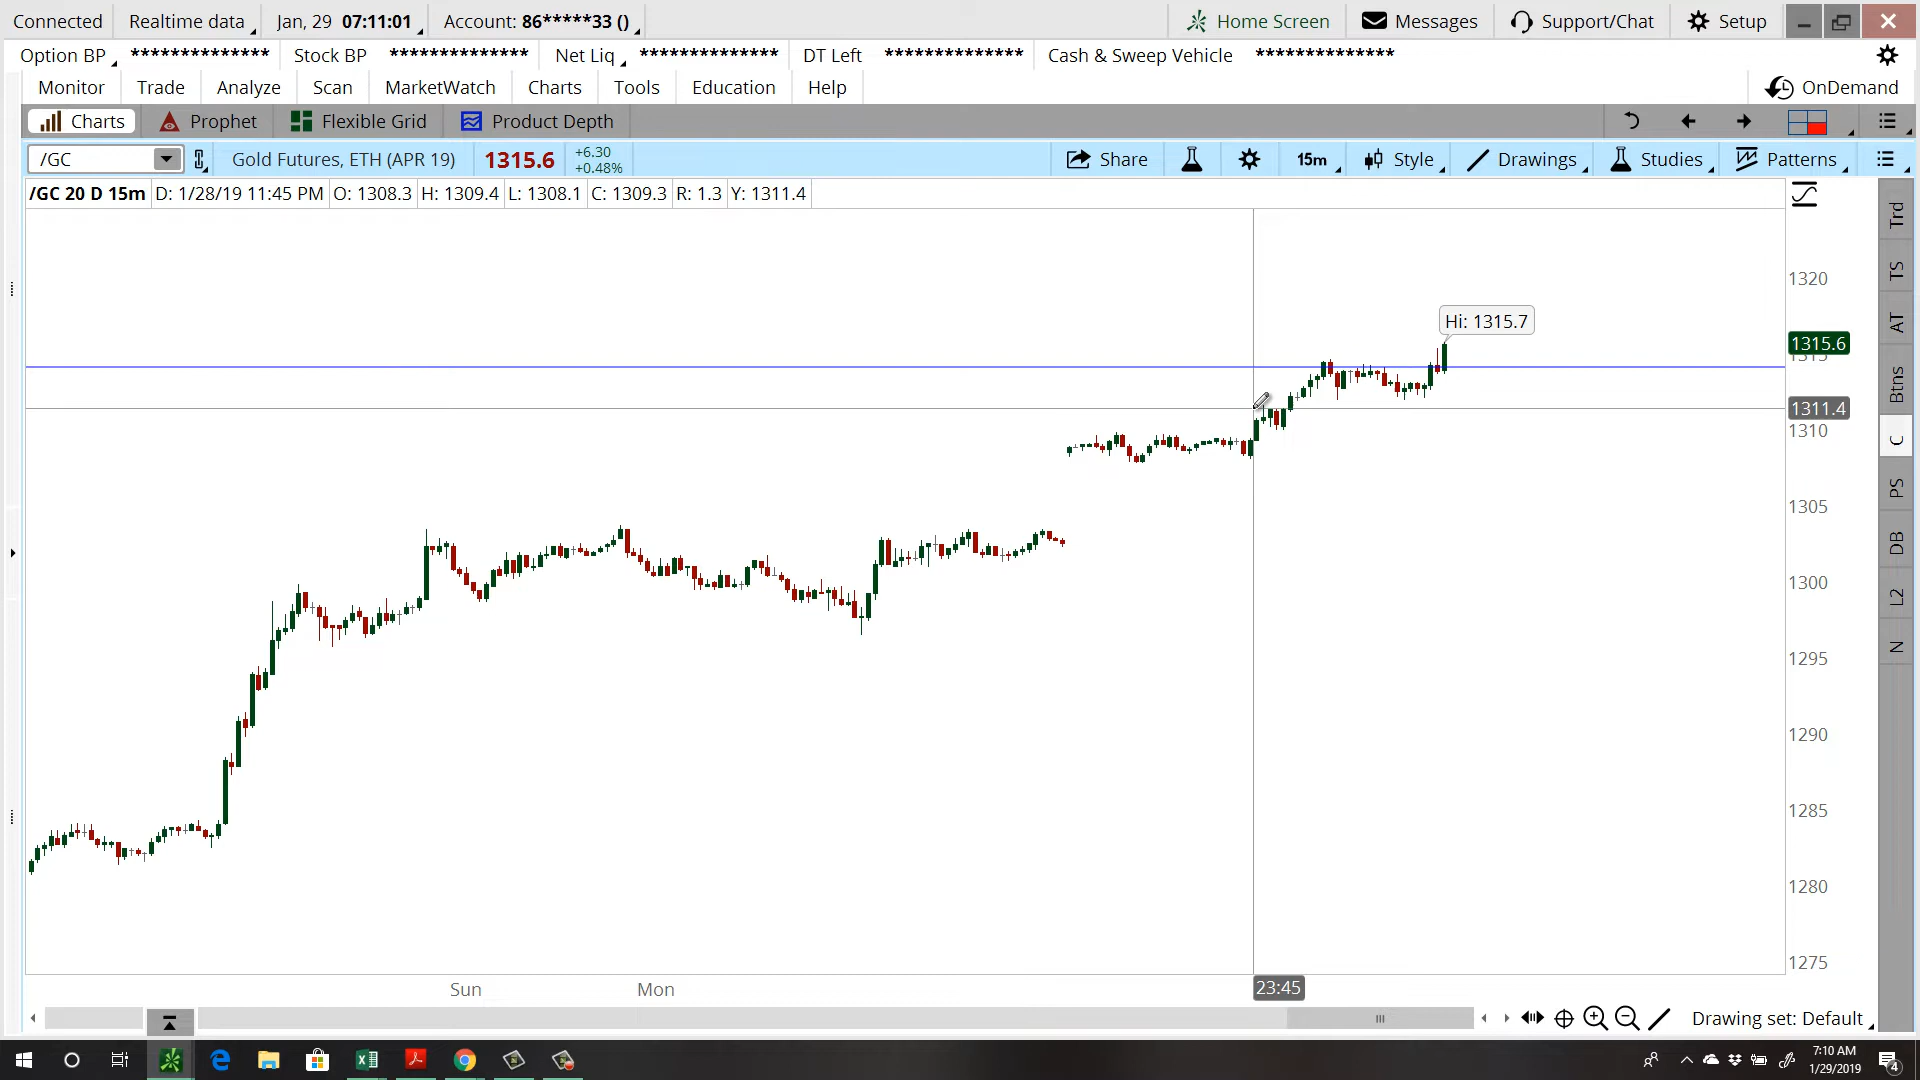 Connected Realtime data Jan, 29 07:11:01 Account: 86*****33 () Home Screen Messages Support/Chat Setup
Option BP ************** Stock BP ************** Net Liq ************** DT Left ************** Cash & Sweep Vehicle **************
Monitor Trade Analyze Scan MarketWatch Charts Tools Education Help OnDemand
Charts Prophet Flexible Grid Product Depth
/GC Gold Futures, ETH (APR 19) 1315.6 +6.30 +0.48% Share 15m Style Drawings Studies Patterns
/GC 20 D 15m D: 1/28/19 11:45 PM O: 1308.3 H: 1309.4 L: 1308.1 C: 1309.3 R: 1.3 Y: 1311.4
Trd
TS
AT
Btns
C
PS
DB
L2
N
1320
Hi: 1315.7
1315.6
1315
1311.4
1310
1305
1300
1295
1290
1285
1280
1275
Sun Mon 23:45
Drawing set: Default
7:10 AM
1/29/2019
4